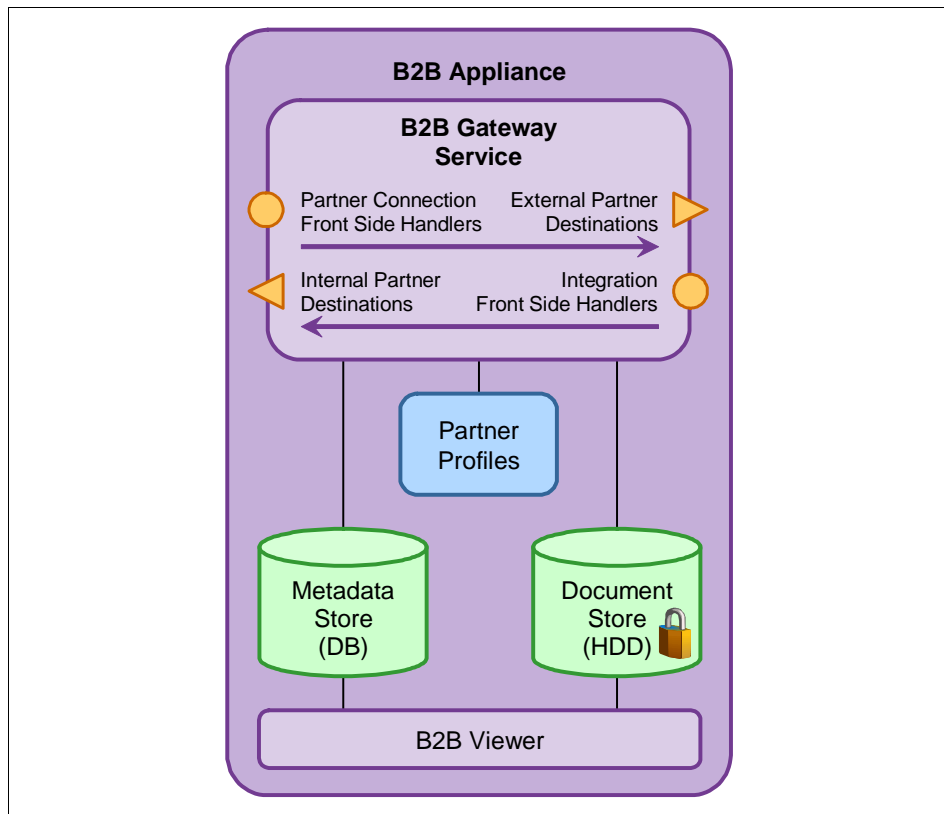 B2B Appliance
B2B Gateway
Service
Partner Connection
Front Side Handlers
External Partner
Destinations
Internal Partner
Destinations
Integration
Front Side Handlers
Partner
Profiles
Metadata
Store
(DB)
Document
Store
(HDD)
B2B Viewer